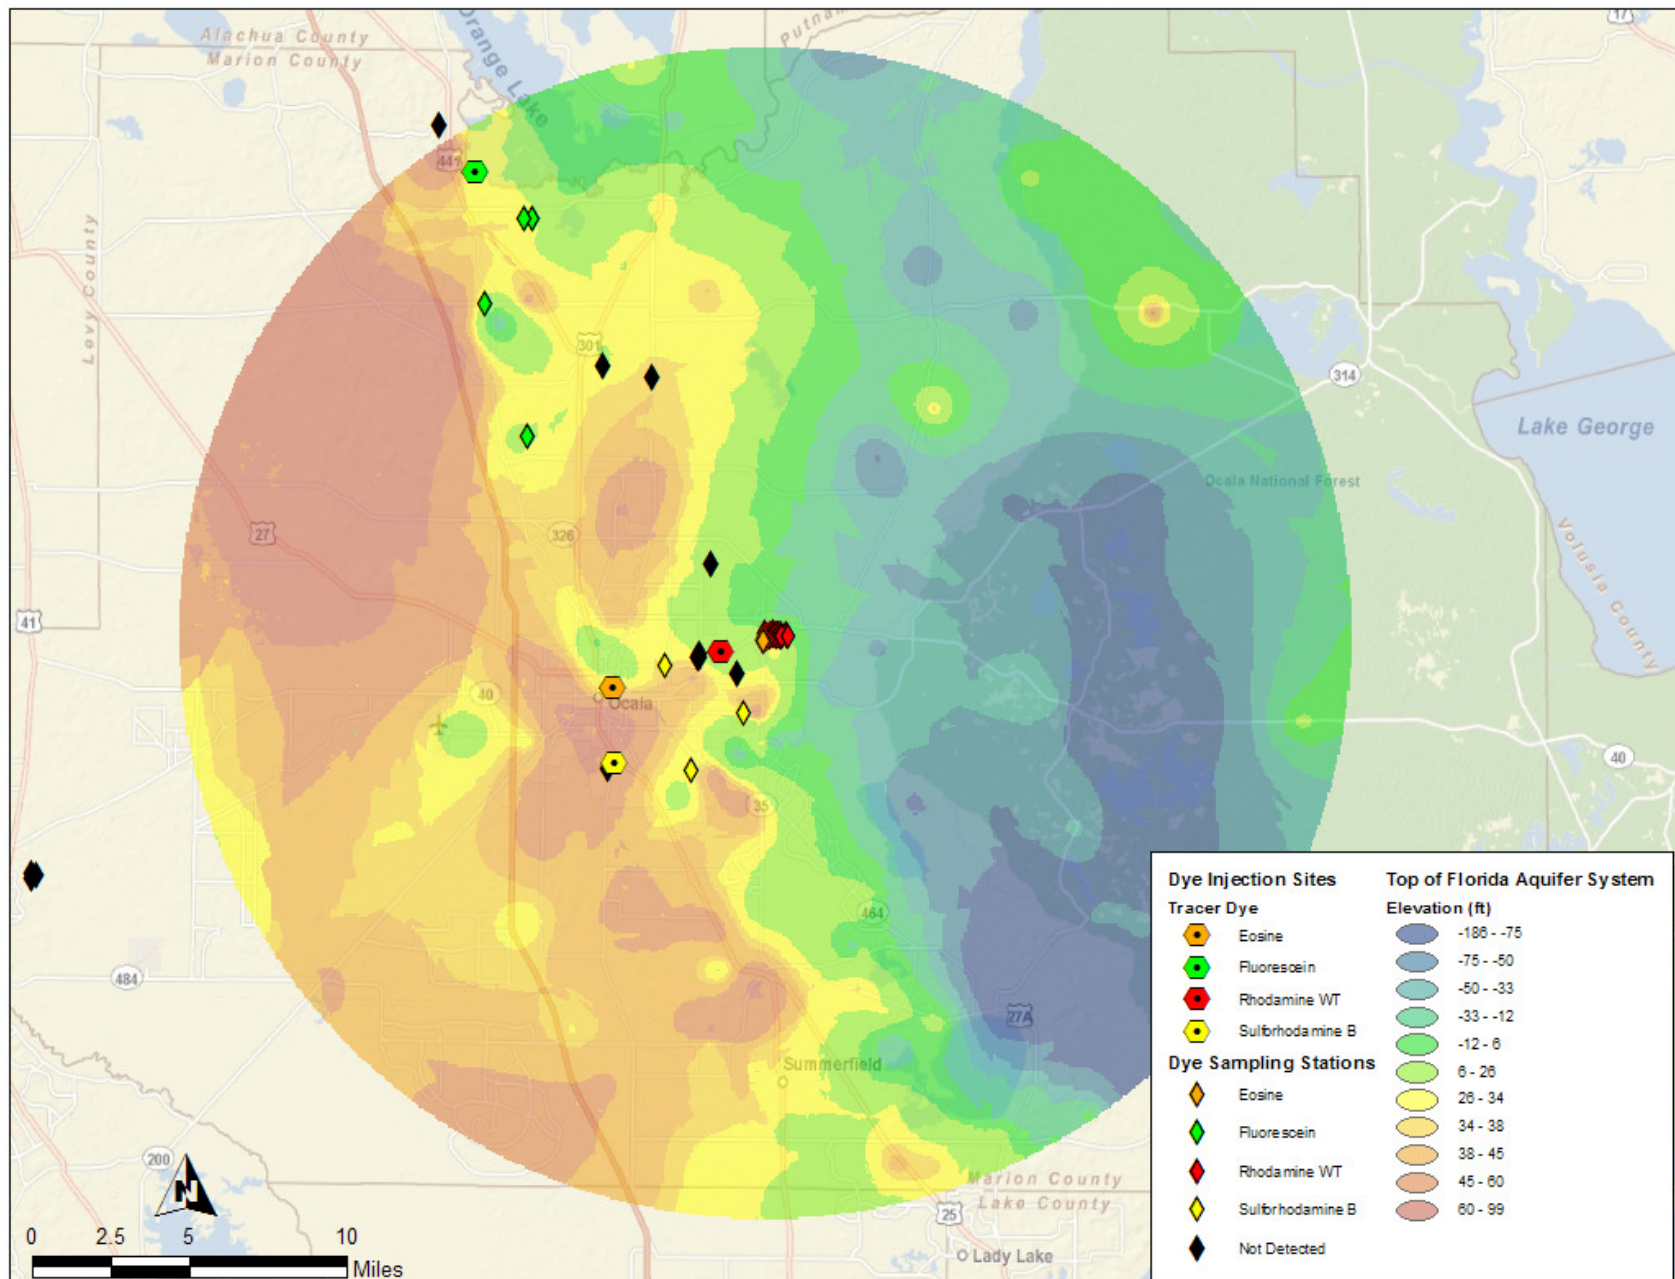 17
Alachua County
Marion County
Orange Lake
Putnam
441
Levy County
301
314
Lake George
Ocala National Forest
27
326
Volusia County
41
40
Ocala
40
35
464
484
27A
Summerfield
200
Marion County
Lake County
25
Lady Lake
N
0 2.5 5 10
Miles
Dye Injection Sites
Tracer Dye
Eosine
Fluorescein
Rhodamine WT
Sulforhodamine B
Dye Sampling Stations
Eosine
Fluorescein
Rhodamine WT
Sulforhodamine B
Not Detected
Top of Florida Aquifer System
Elevation (ft)
-186 - -75
-75 - -50
-50 - -33
-33 - -12
-12 - 6
6 - 26
26 - 34
34 - 38
38 - 45
45 - 60
60 - 99